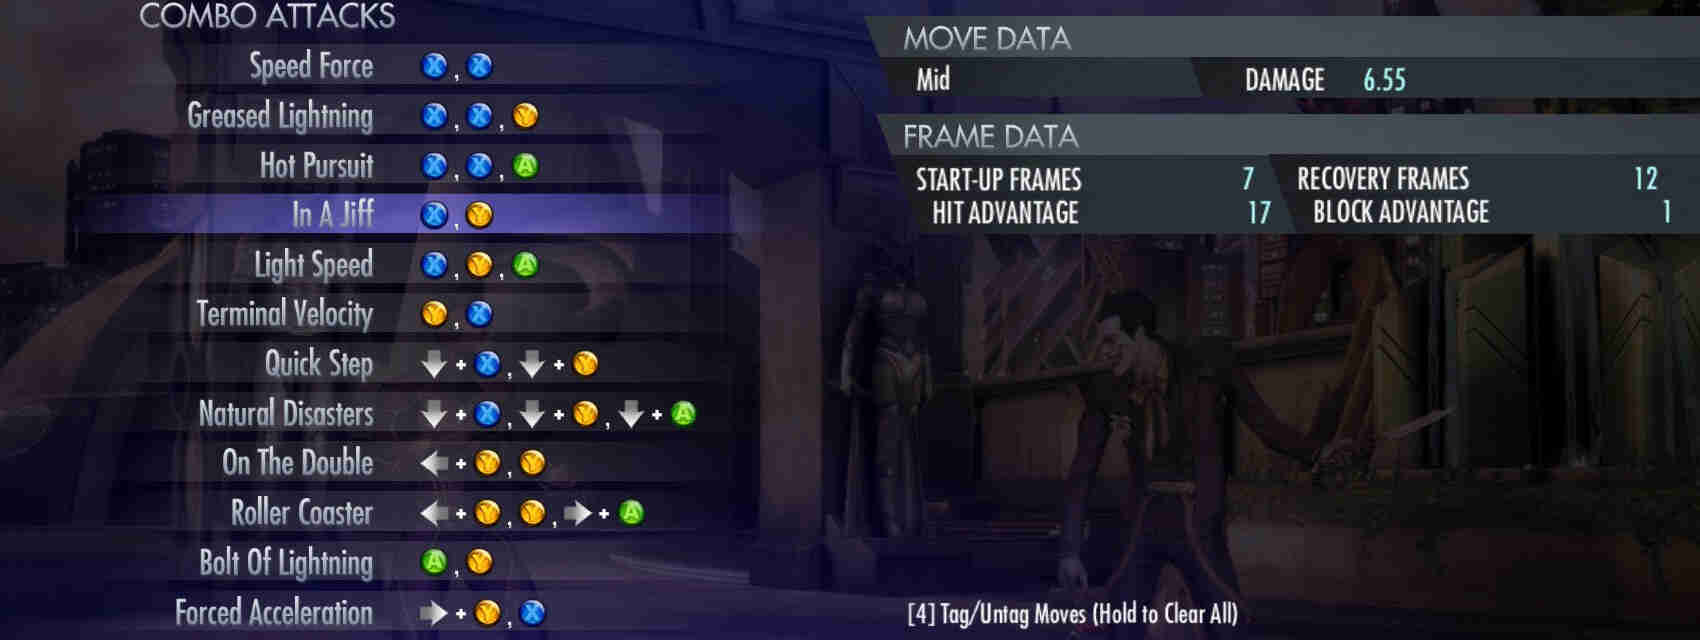 COMBO ATTACKS
Speed Force X , X
Greased Lightning X , X , Y
Hot Pursuit X , X , A
In A Jiff X , Y
Light Speed X , Y , A
Terminal Velocity Y , X
Quick Step + X , + Y
Natural Disasters + X , + Y , + A
On The Double + Y , Y
Roller Coaster + Y , Y , + A
Bolt Of Lightning A , Y
Forced Acceleration + Y , X
MOVE DATA
Mid DAMAGE 6.55
FRAME DATA
START-UP FRAMES 7 RECOVERY FRAMES 12
HIT ADVANTAGE 17 BLOCK ADVANTAGE 1
[4] Tag/Untag Moves (Hold to Clear All)